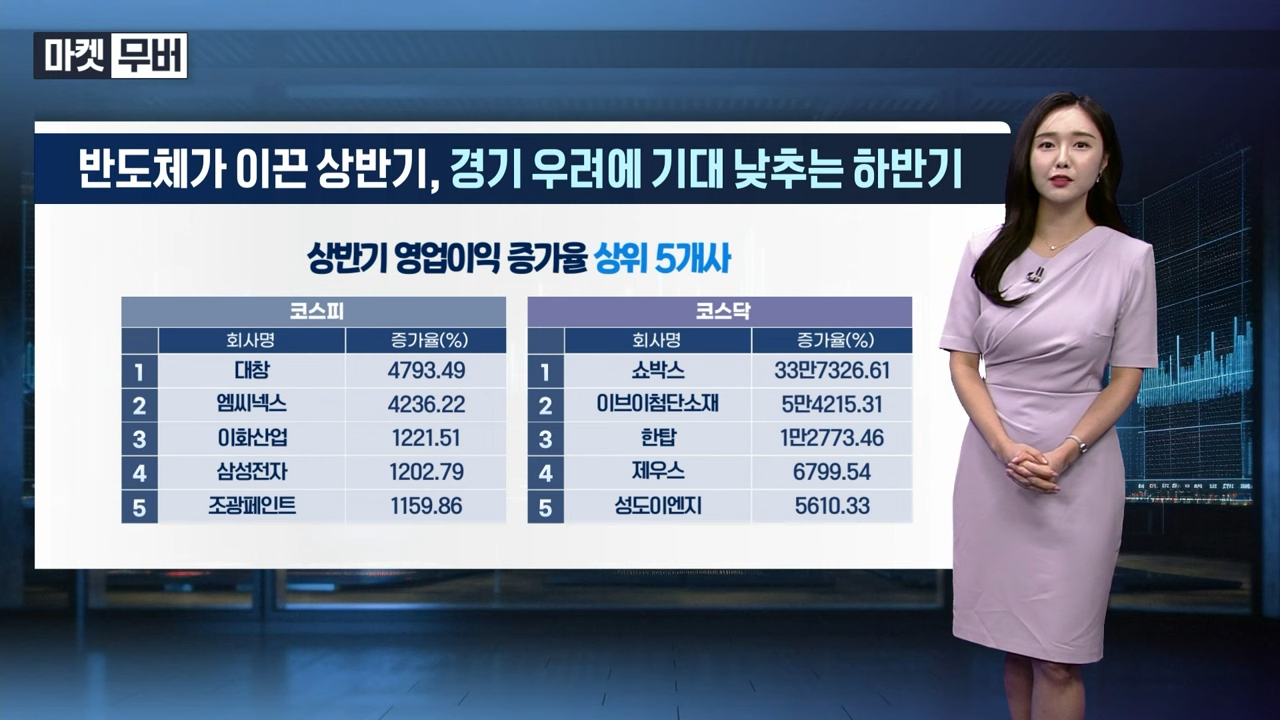 마켓 무버
반도체가 이끈 상반기, 경기 우려에 기대 낮추는 하반기
상반기 영업이익 증가율 상위 5개사
코스피
회사명 증가율(%)
1 대창 4793.49
2 엠씨넥스 4236.22
3 이화산업 1221.51
4 삼성전자 1202.79
5 조광페인트 1159.86
코스닥
회사명 증가율(%)
1 쇼박스 33만7326.61
2 이브이첨단소재 5만4215.31
3 한탑 1만2773.46
4 제우스 6799.54
5 성도이엔지 5610.33